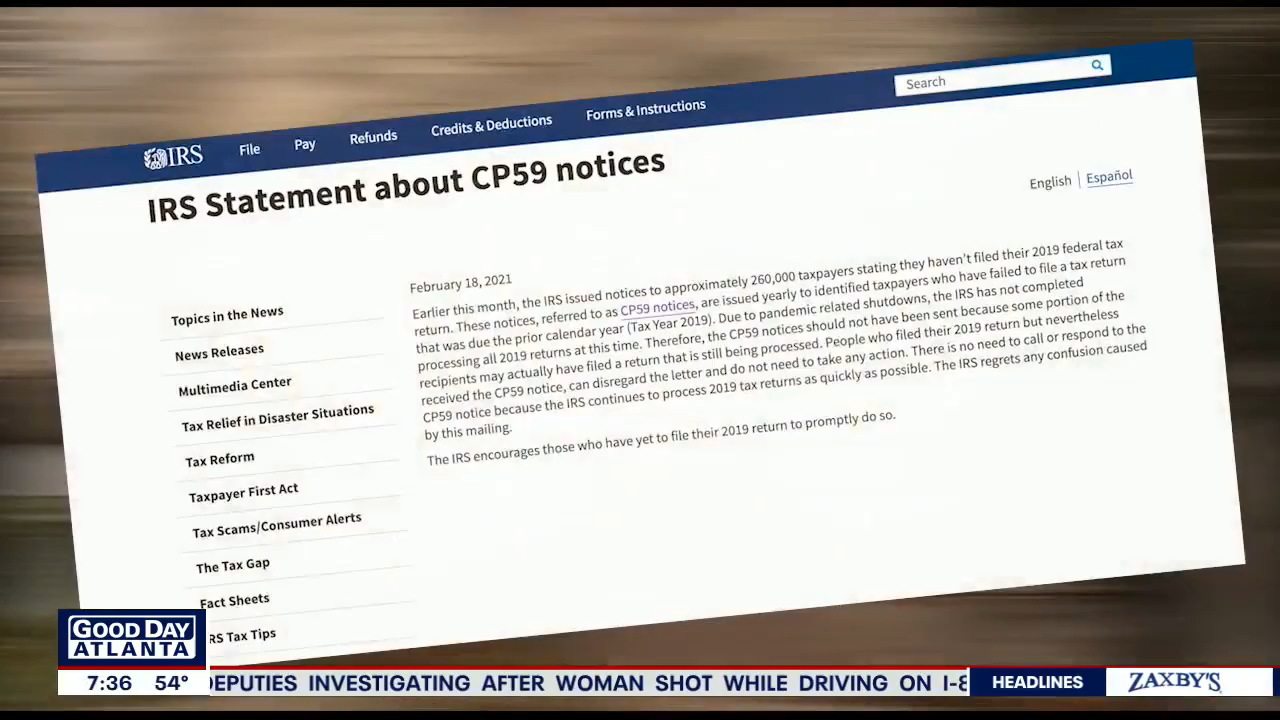 IRS
File
Pay
Refunds
Credits & Deductions
Forms & Instructions
Search
IRS Statement about CP59 notices
English | Español
Topics in the News
News Releases
Multimedia Center
Tax Relief in Disaster Situations
Tax Reform
Taxpayer First Act
Tax Scams/Consumer Alerts
The Tax Gap
Fact Sheets
RS Tax Tips
February 18, 2021
Earlier this month, the IRS issued notices to approximately 260,000 taxpayers stating they haven't filed their 2019 federal tax
return. These notices, referred to as CP59 notices, are issued yearly to identified taxpayers who have failed to file a tax return
that was due the prior calendar year (Tax Year 2019). Due to pandemic related shutdowns, the IRS has not completed
processing all 2019 returns at this time. Therefore, the CP59 notices should not have been sent because some portion of the
recipients may actually have filed a return that is still being processed. People who filed their 2019 return but nevertheless
received the CP59 notice, can disregard the letter and do not need to take any action. There is no need to call or respond to the
CP59 notice because the IRS continues to process 2019 tax returns as quickly as possible. The IRS regrets any confusion caused
by this mailing.
The IRS encourages those who have yet to file their 2019 return to promptly do so.
GOOD DAY
ATLANTA
7:36 54°
DEPUTIES INVESTIGATING AFTER WOMAN SHOT WHILE DRIVING ON I-8
HEADLINES
ZAXBY'S